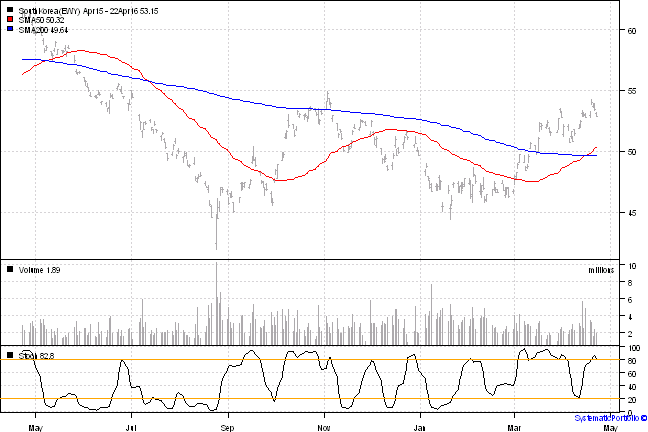 South Korea (EWY) Apr15 - 22Apr16 53.15
SMA50 50.32
SMA200 49.64
60
55
50
45
Volume 1.89
millions
10
8
6
4
2
Stoch 82.8
100
80
60
40
20
0
May Jul Sep Nov Jan Mar May
SystematicPortfolio ©